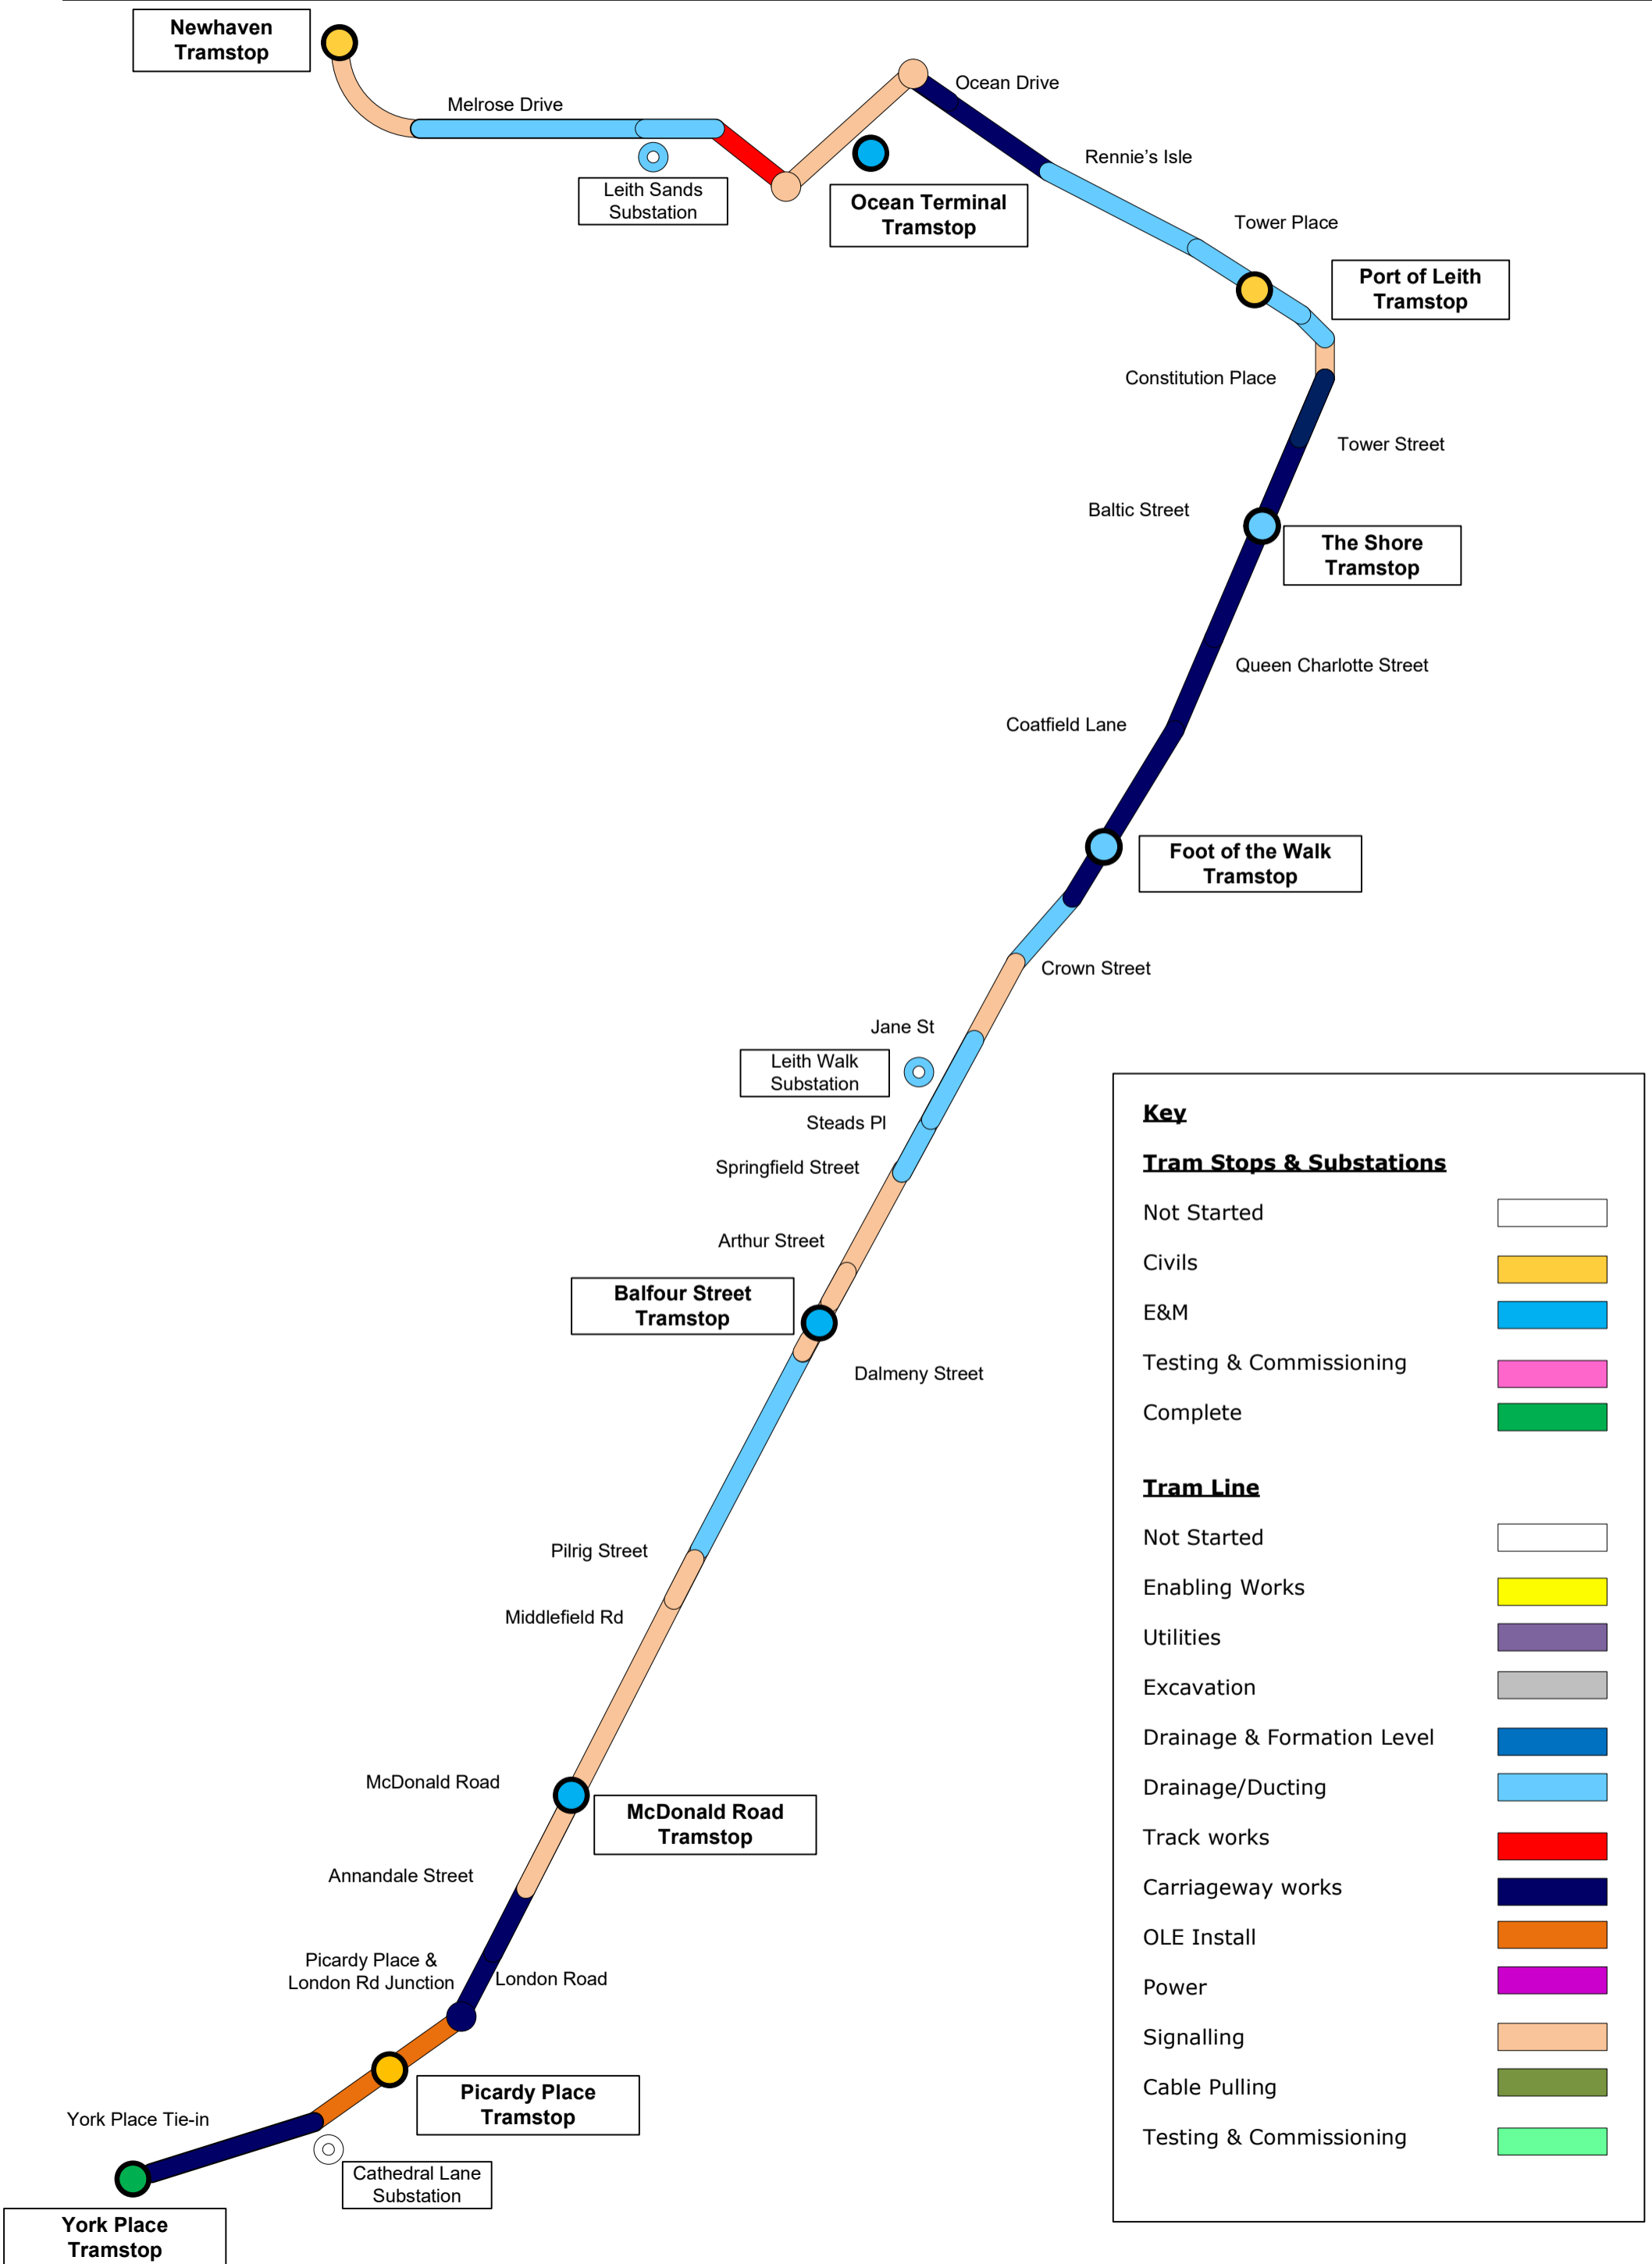 Newhaven
Tramstop
Melrose Drive
Ocean Drive
Leith Sands
Substation
Rennie's Isle
Ocean Terminal
Tramstop
Tower Place
Port of Leith
Tramstop
Constitution Place
Tower Street
Baltic Street
The Shore
Tramstop
Queen Charlotte Street
Coatfield Lane
Foot of the Walk
Tramstop
Crown Street
Jane St
Leith Walk
Substation
Steads Pl
Springfield Street
Arthur Street
Balfour Street
Tramstop
Dalmeny Street
Pilrig Street
Middlefield Rd
McDonald Road
McDonald Road
Tramstop
Annandale Street
Picardy Place &
London Rd Junction
London Road
Picardy Place
Tramstop
York Place Tie-in
Cathedral Lane
Substation
York Place
Tramstop
Key
Tram Stops & Substations
Not Started
Civils
E&M
Testing & Commissioning
Complete
Tram Line
Not Started
Enabling Works
Utilities
Excavation
Drainage & Formation Level
Drainage/Ducting
Track works
Carriageway works
OLE Install
Power
Signalling
Cable Pulling
Testing & Commissioning